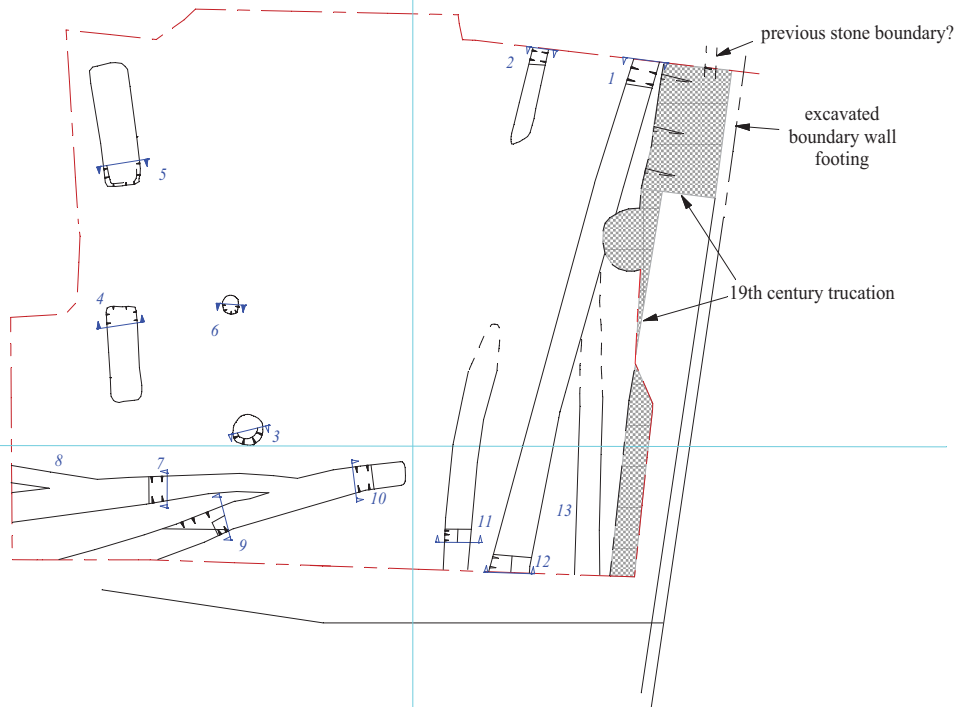 previous stone boundary?
2
1
excavated
boundary wall
footing
5
4
6
19th century trucation
3
8
7
10
11
13
9
12